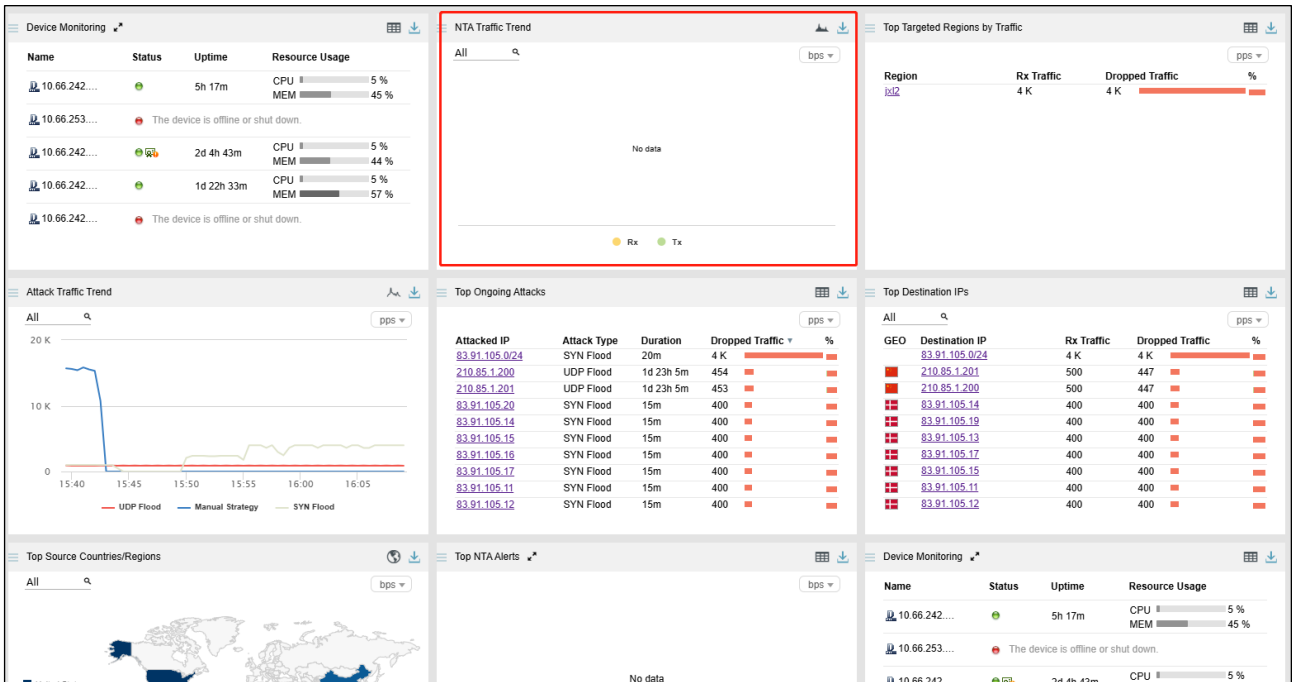 Device Monitoring
Name Status Uptime Resource Usage
10.66.242.... 5h 17m CPU 5 %
MEM 45 %
10.66.253.... The device is offline or shut down.
10.66.242.... 2d 4h 43m CPU 5 %
MEM 44 %
10.66.242.... 1d 22h 33m CPU 5 %
MEM 57 %
10.66.242.... The device is offline or shut down.
NTA Traffic Trend
All bps
No data
Rx Tx
Top Targeted Regions by Traffic
pps
Region Rx Traffic Dropped Traffic %
jxl2 4 K 4 K
Attack Traffic Trend
All pps
20 K
10 K
0
15:40 15:45 15:50 15:55 16:00 16:05
UDP Flood Manual Strategy SYN Flood
Top Ongoing Attacks
pps
Attacked IP Attack Type Duration Dropped Traffic %
83.91.105.0/24 SYN Flood 20m 4 K
210.85.1.200 UDP Flood 1d 23h 5m 454
210.85.1.201 UDP Flood 1d 23h 5m 453
83.91.105.20 SYN Flood 15m 400
83.91.105.14 SYN Flood 15m 400
83.91.105.15 SYN Flood 15m 400
83.91.105.16 SYN Flood 15m 400
83.91.105.17 SYN Flood 15m 400
83.91.105.11 SYN Flood 15m 400
83.91.105.12 SYN Flood 15m 400
Top Destination IPs
All pps
GEO Destination IP Rx Traffic Dropped Traffic %
83.91.105.0/24 4 K 4 K
210.85.1.201 500 447
210.85.1.200 500 447
83.91.105.14 400 400
83.91.105.19 400 400
83.91.105.13 400 400
83.91.105.17 400 400
83.91.105.15 400 400
83.91.105.11 400 400
83.91.105.12 400 400
Top Source Countries/Regions
All bps
Top NTA Alerts
bps
No data
Device Monitoring
Name Status Uptime Resource Usage
10.66.242.... 5h 17m CPU 5 %
MEM 45 %
10.66.253.... The device is offline or shut down.
10.66.242.... 2d 4h 43m CPU 5 %